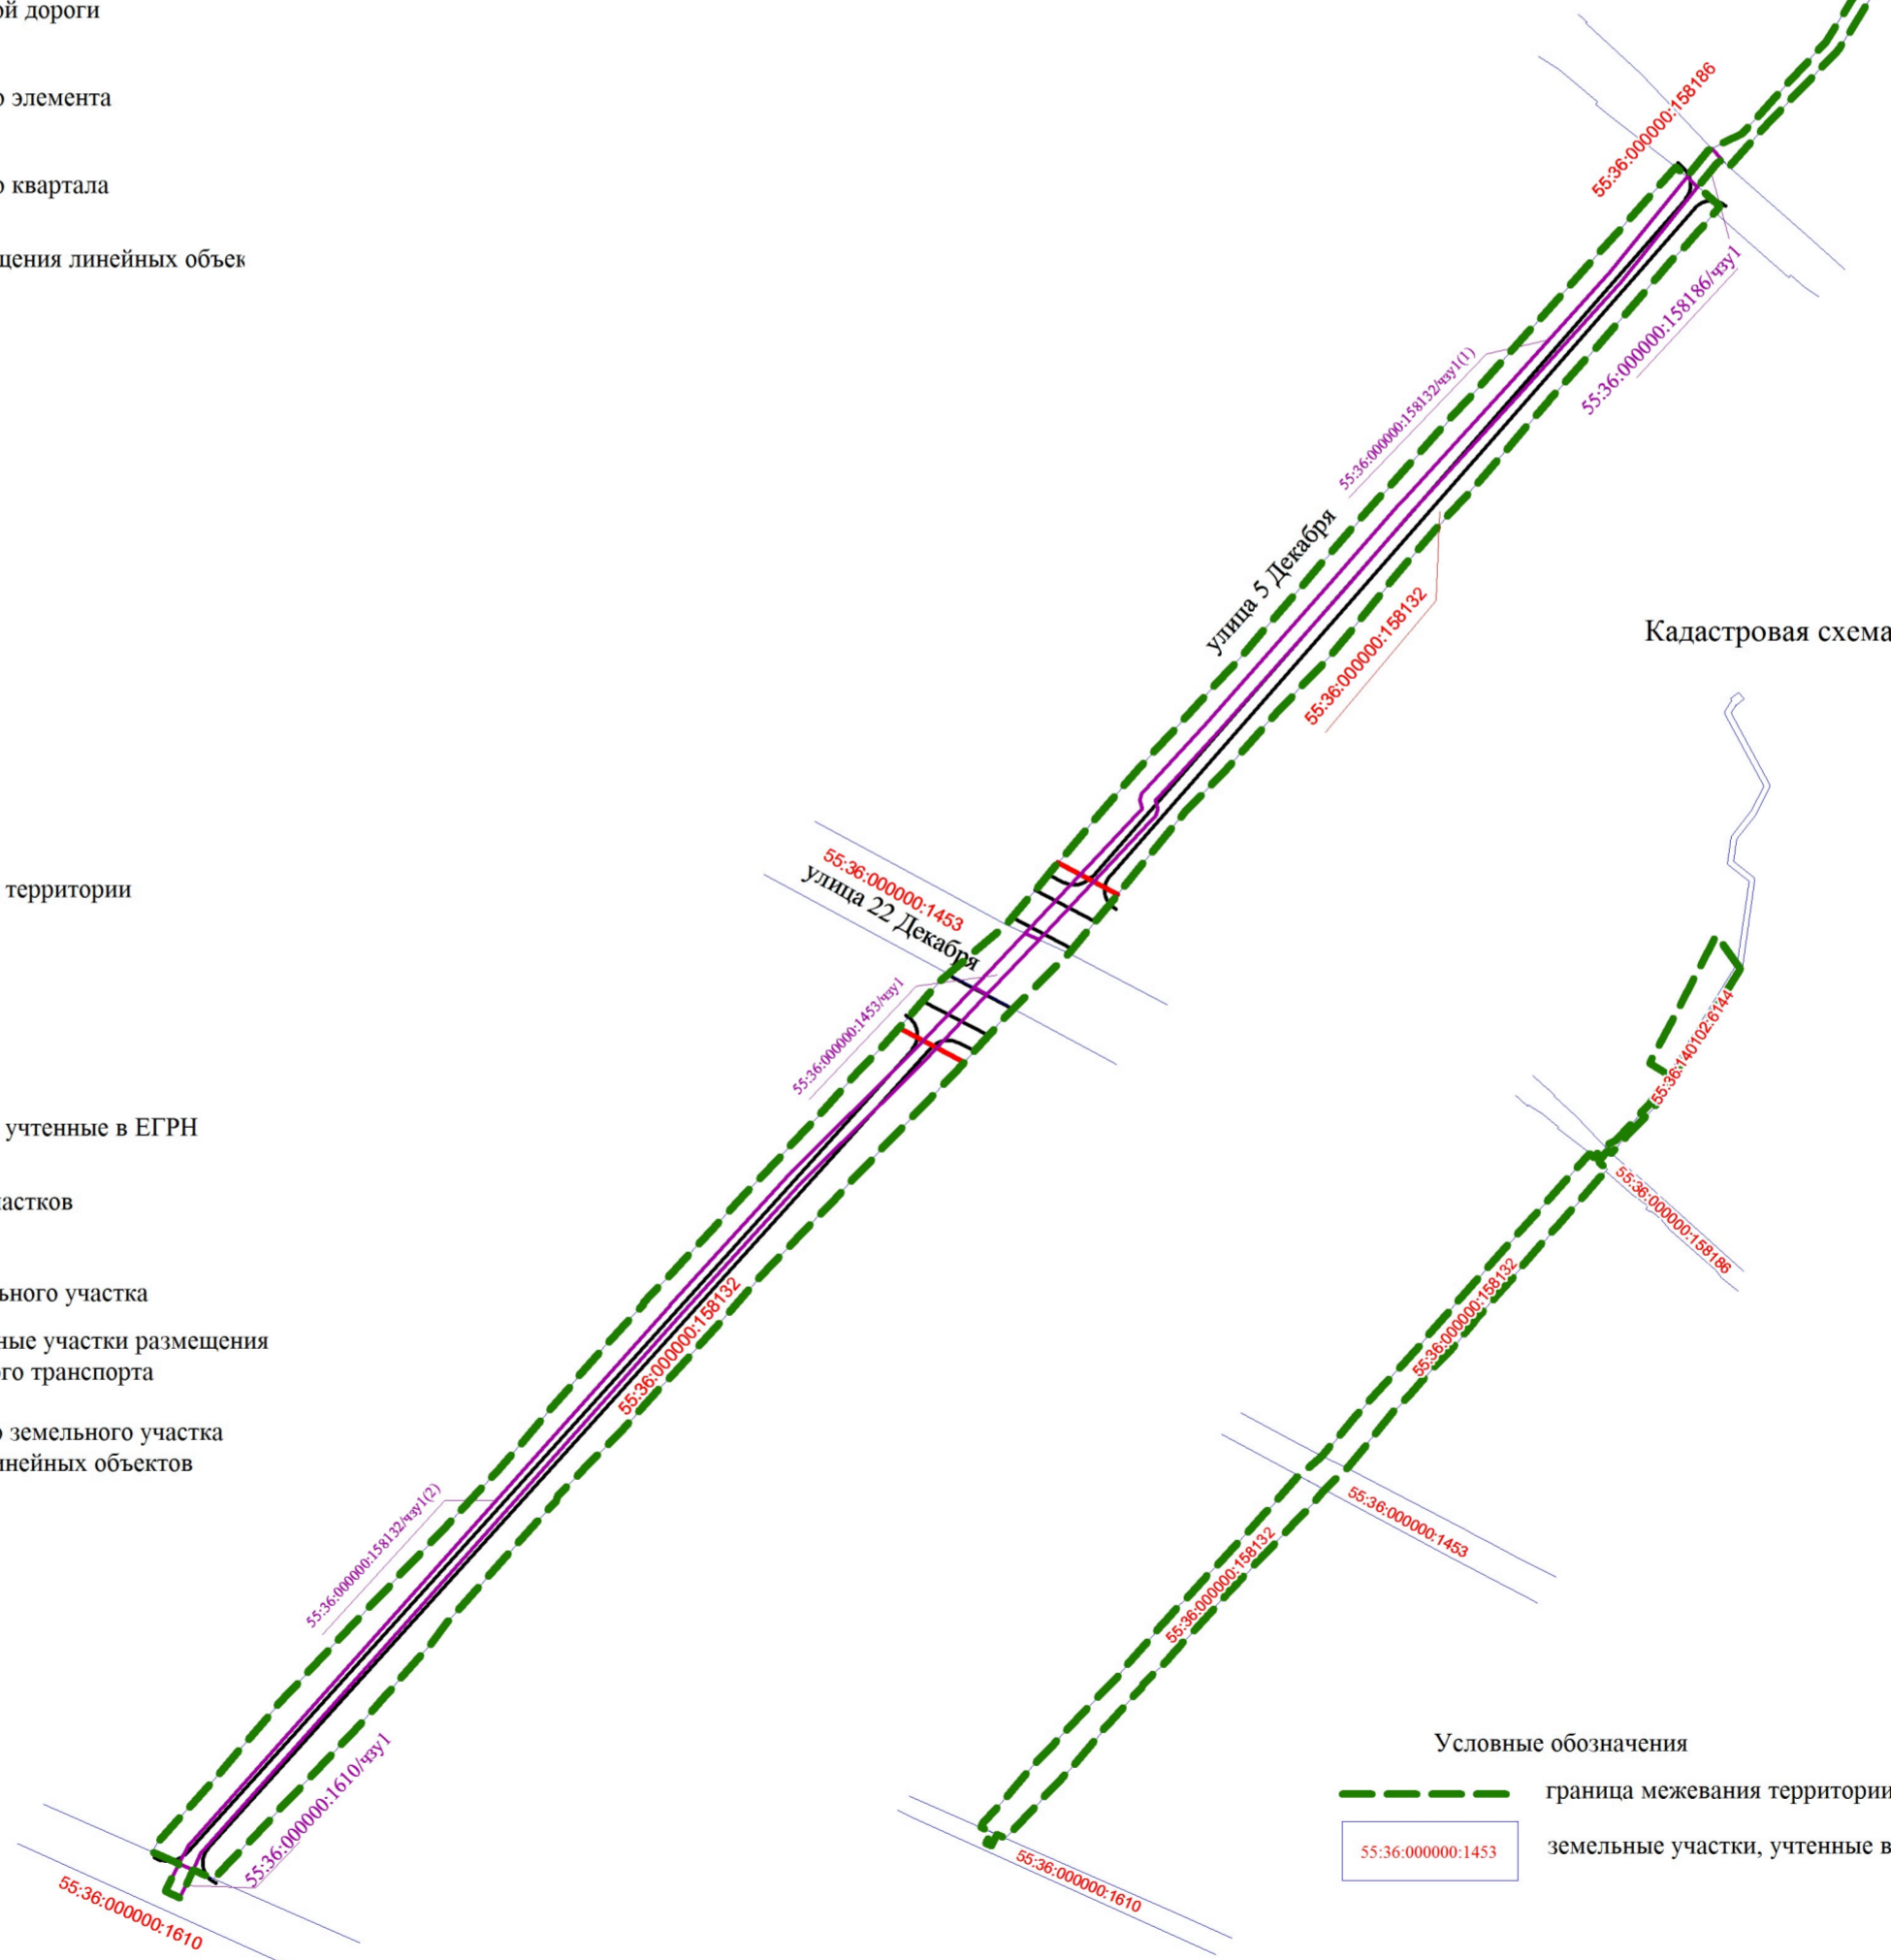 ой дороги
о элемента
о квартала
щения линейных объек
территории
учтенные в ЕГРН
астков
ьного участка
ные участки размещения
го транспорта
о земельного участка
инейных объектов
55:36:000000:158186
55:36:000000:158186/чзу1
55:36:000000:158132/чзу1(1)
улица 5 Декабря
55:36:000000:158132
55:36:000000:1453
улица 22 Декабря
55:36:000000:1453/чзу1
55:36:000000:158132
55:36:000000:158132/чзу1(2)
55:36:000000:1610/чзу1
55:36:000000:1610
Кадастровая схема
55:36:140102:6144
55:36:000000:158186
55:36:000000:158132
55:36:000000:1453
55:36:000000:158132
55:36:000000:1610
Условные обозначения
граница межевания территории
55:36:000000:1453
земельные участки, учтенные в